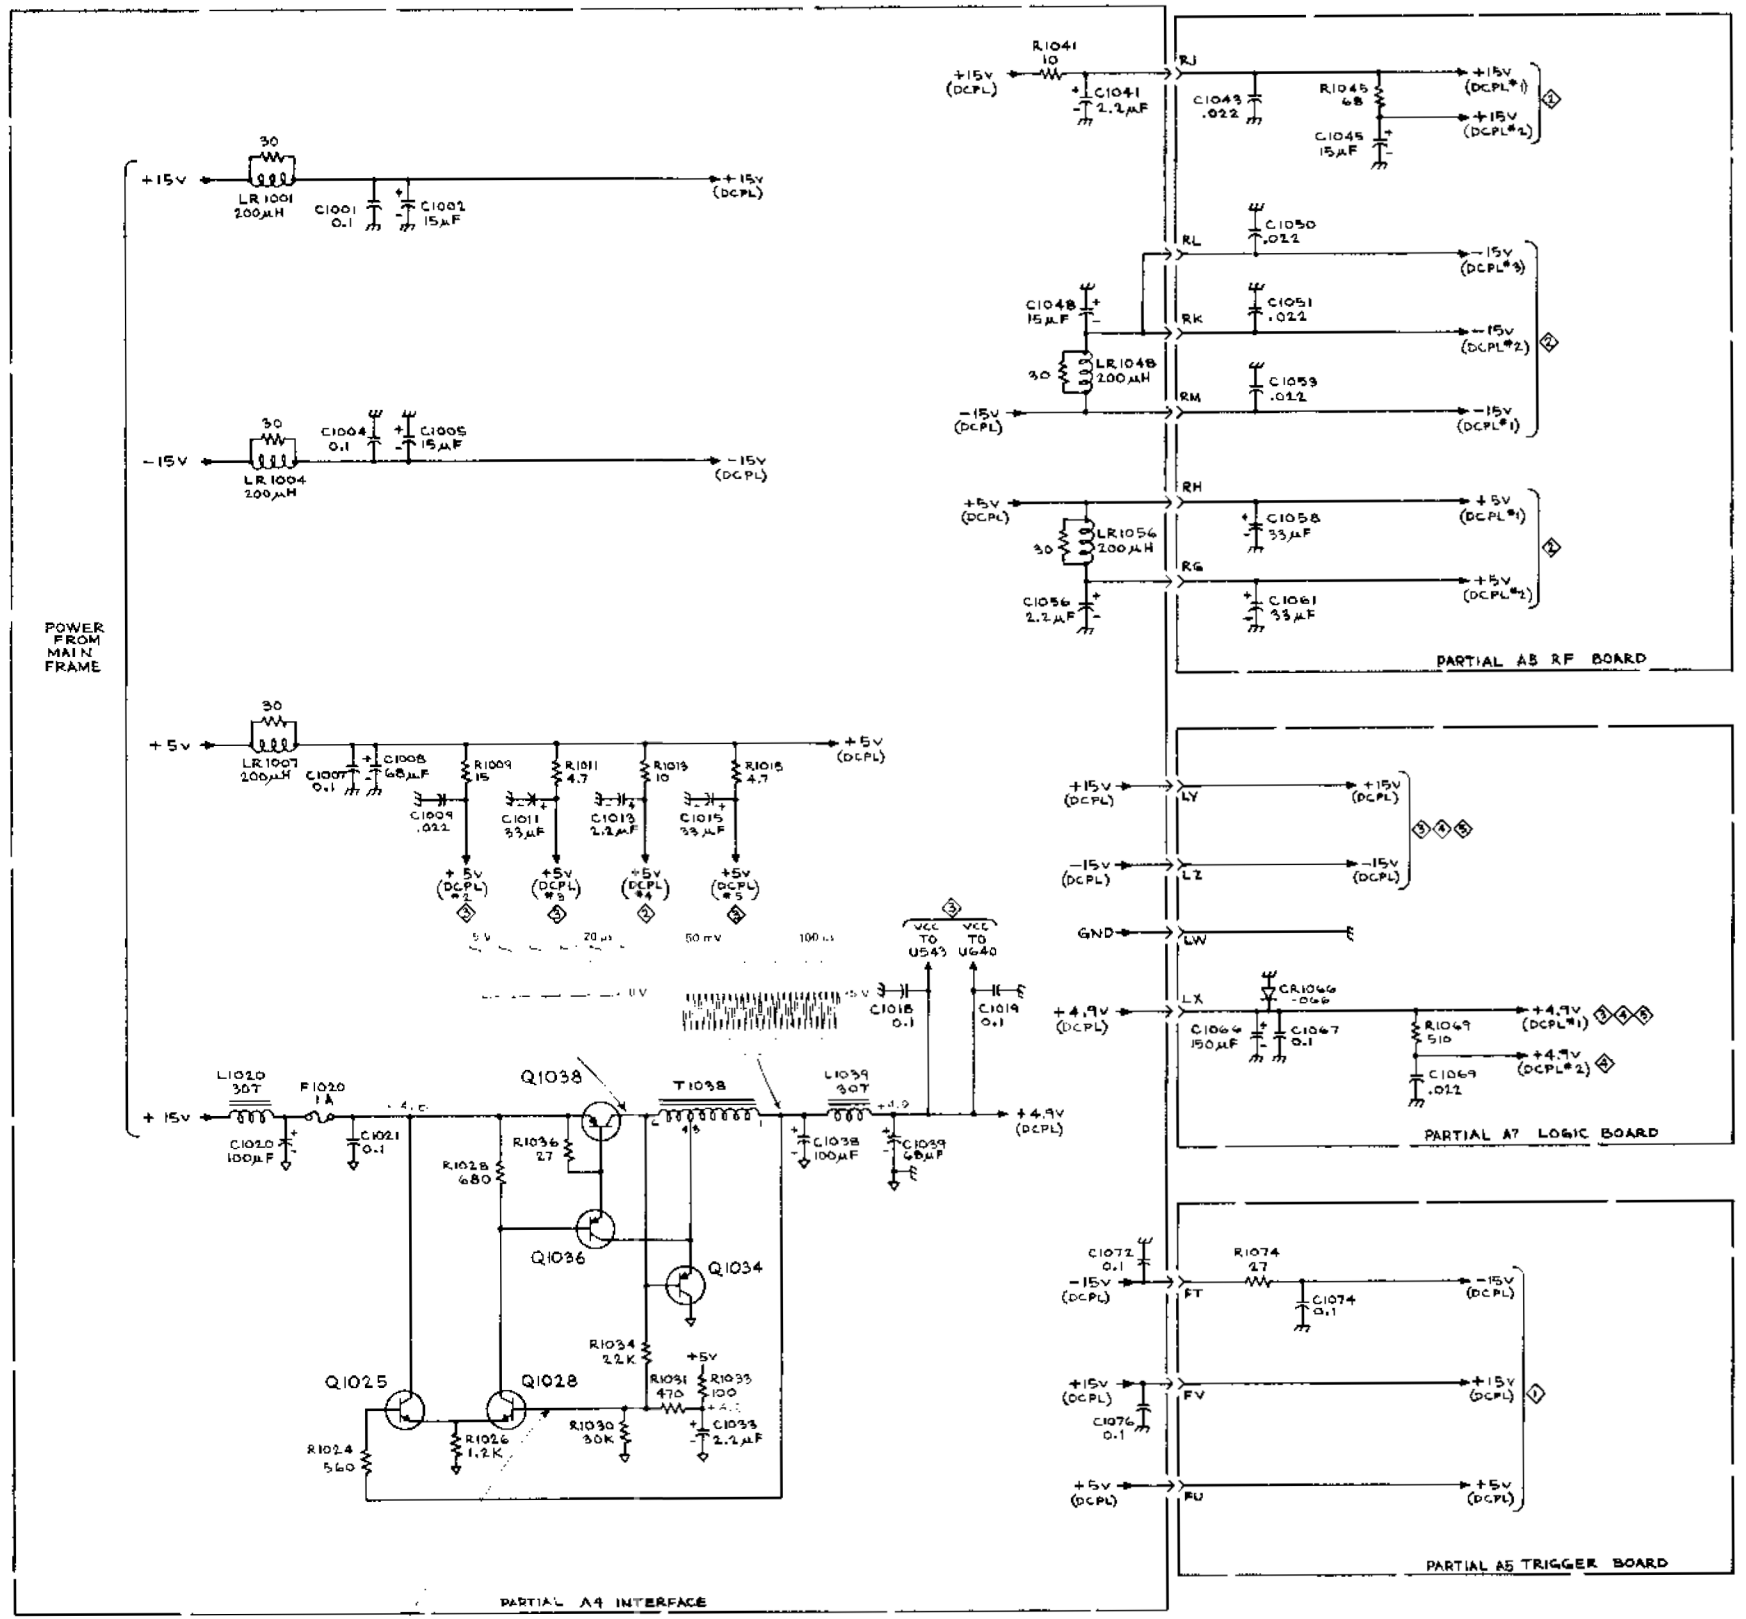 POWER
FROM
MAIN
FRAME
+15V
30
LR1001
200µH
C1001
0.1
C1002
15µF
+15V
(DCPL)
-15V
30
LR1004
200µH
C1004
0.1
C1005
15µF
-15V
(DCPL)
+5V
30
LR1007
200µH
C1007
0.1
C1008
68µF
R1009
15
R1011
4.7
R1013
10
R1015
4.7
+5V
(DCPL)
C1009
.022
C1011
33µF
C1013
2.2µF
C1015
33µF
+5V
(DCPL
#2)
3
+5V
(DCPL
#3)
3
+5V
(DCPL
#4)
2
+5V
(DCPL
#5)
3
5 V
20 µs
0V
50 mV
+15V
L1020
30T
F1020
1A
C1020
100µF
C1021
0.1
R1028
680
R1036
27
Q1038
T1038
L1039
30T
+4.9
C1038
100µF
C1039
68µF
3
VCC
TO
U543
VCC
TO
U640
C1018
0.1
C1019
0.1
+4.9V
(DCPL)
Q1036
Q1034
R1034
22K
Q1025
Q1028
R1024
560
R1026
1.2K
R1030
30K
R1031
470
+5V
R1033
100
C1033
2.2µF
PARTIAL A4 INTERFACE
+15V
(DCPL)
R1041
10
C1041
2.2µF
RJ
C1043
.022
R1045
68
C1045
15µF
+15V
(DCPL#1)
+15V
(DCPL#2)
2
RL
C1050
.022
-15V
(DCPL#3)
C1048
15µF
RK
C1051
.022
-15V
(DCPL#2)
2
30
LR1048
200µH
-15V
(DCPL)
RM
C1053
.022
-15V
(DCPL#1)
+5V
(DCPL)
RH
30
LR1056
200µH
C1058
33µF
+5V
(DCPL#1)
2
C1056
2.2µF
RG
C1061
33µF
+5V
(DCPL#2)
PARTIAL A5 RF BOARD
+15V
(DCPL)
LY
+15V
(DCPL)
3 4 5
-15V
(DCPL)
LZ
-15V
(DCPL)
GND
LW
+4.9V
(DCPL)
LX
CR1066
C1066
150µF
C1067
0.1
R1069
510
C1069
.022
+4.9V
(DCPL#1)
3 4 5
+4.9V
(DCPL#2)
4
PARTIAL A7 LOGIC BOARD
C1072
0.1
-15V
(DCPL)
FT
R1074
27
C1074
0.1
-15V
(DCPL)
+15V
(DCPL)
FV
C1076
0.1
+15V
(DCPL)
1
+5V
(DCPL)
FU
+5V
(DCPL)
PARTIAL A5 TRIGGER BOARD